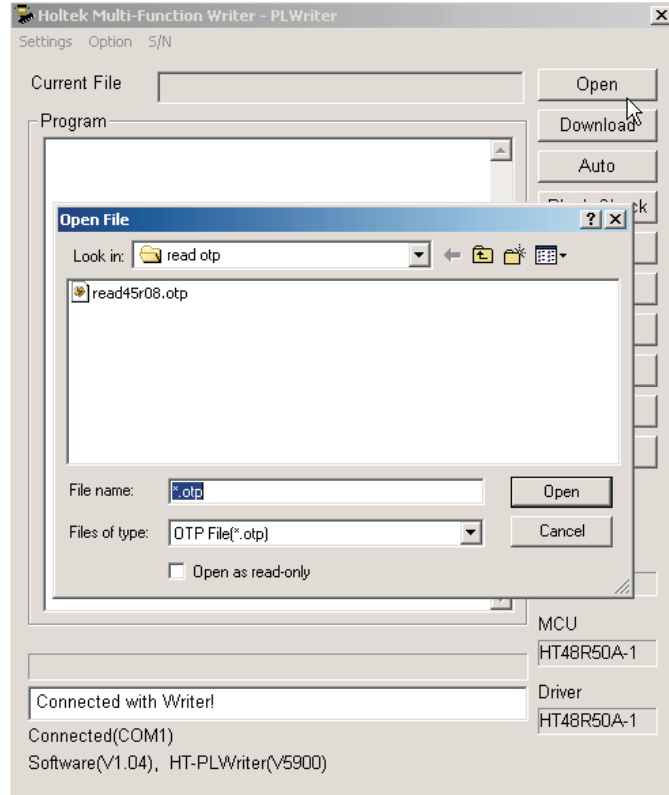 Holtek Multi-Function Writer - PLWriter
Settings Option S/N
Current File
Open
Program
Download
Auto
Open File
Look in: read otp
read45r08.otp
File name: *.otp
Open
Files of type: OTP File(*.otp)
Cancel
Open as read-only
MCU
HT48R50A-1
Connected with Writer!
Driver
HT48R50A-1
Connected(COM1)
Software(V1.04), HT-PLWriter(V5900)